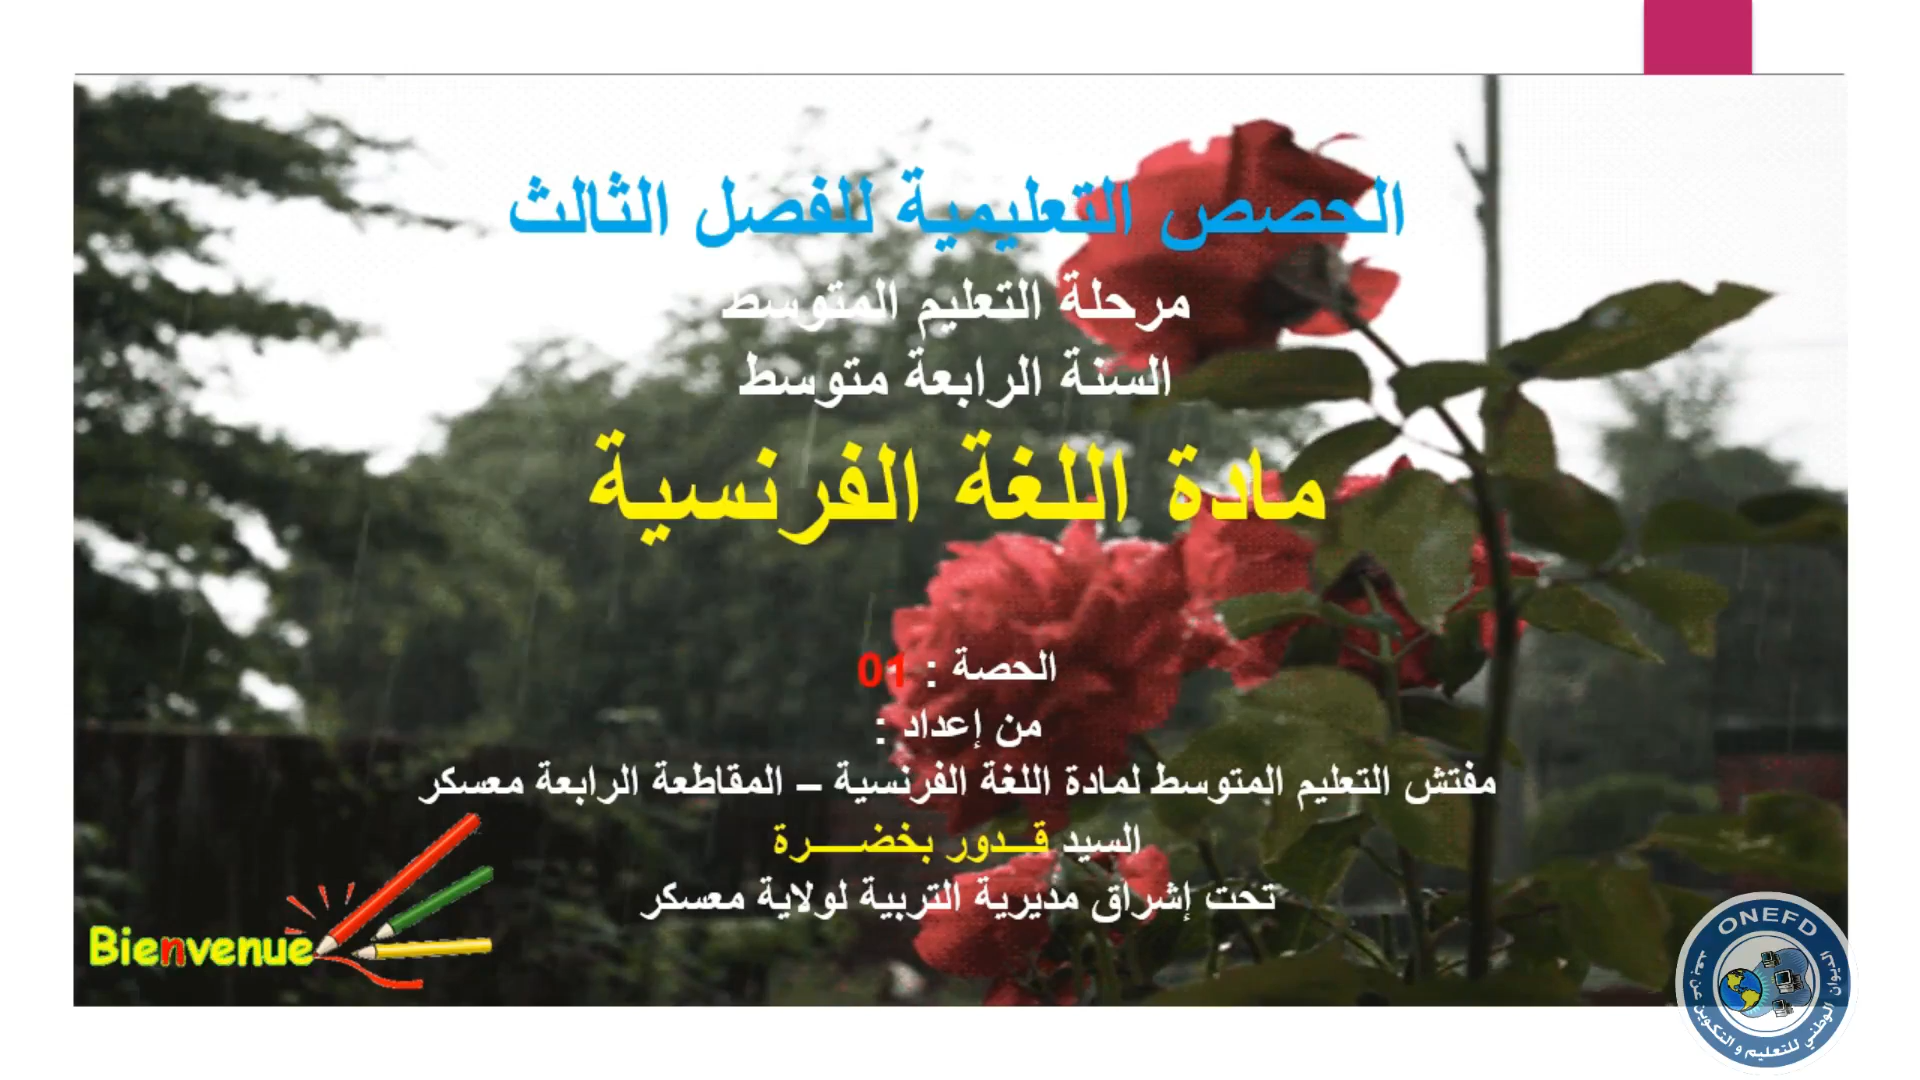 الحصص التعليمية للفصل الثالث
مرحلة التعليم المتوسط
السنة الرابعة متوسط
مادة اللغة الفرنسية
الحصة : 01
من إعداد :
مفتش التعليم المتوسط لمادة اللغة الفرنسية – المقاطعة الرابعة معسكر
السيد قــدور بخضــــرة
تحت إشراق مديرية التربية لولاية معسكر
Bienvenue
ONEFD
الديوان الوطني للتعليم و التكوين عن بعد